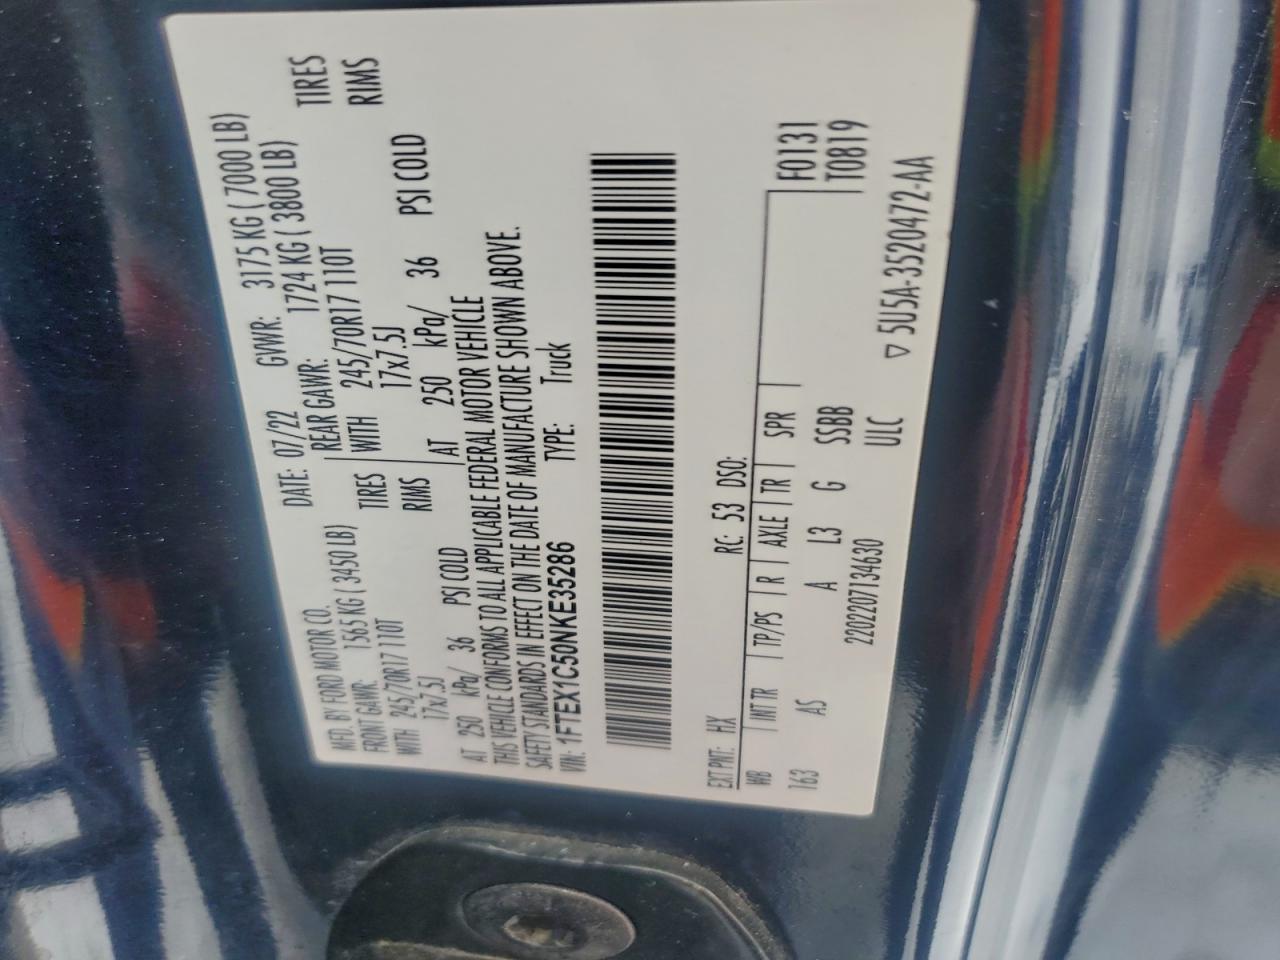 MFD. BY FORD MOTOR CO. DATE: 07/22 GVWR: 3175 KG ( 7000 LB)
FRONT GAWR: 1565 KG ( 3450 LB) REAR GAWR: 1724 KG ( 3800 LB)
WITH 245/70R17 110T TIRES WITH 245/70R17 110T TIRES
17x7.5J RIMS 17x7.5J RIMS
AT 250 kPa/ 36 PSI COLD AT 250 kPa/ 36 PSI COLD
THIS VEHICLE CONFORMS TO ALL APPLICABLE FEDERAL MOTOR VEHICLE
SAFETY STANDARDS IN EFFECT ON THE DATE OF MANUFACTURE SHOWN ABOVE.
VIN: 1FTEX1C50NKE35286 TYPE: Truck
EXT PNT: HX RC: 53 DSO:
WB INT TR TP/PS R AXLE TR SPR F0131
163 AS A L3 G SSBB T0819
2202207134630 ULC
▽ 5U5A-3520472-AA